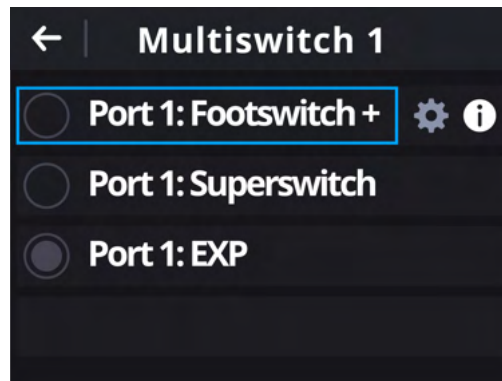 Multiswitch 1
Port 1: Footswitch +
Port 1: Superswitch
Port 1: EXP